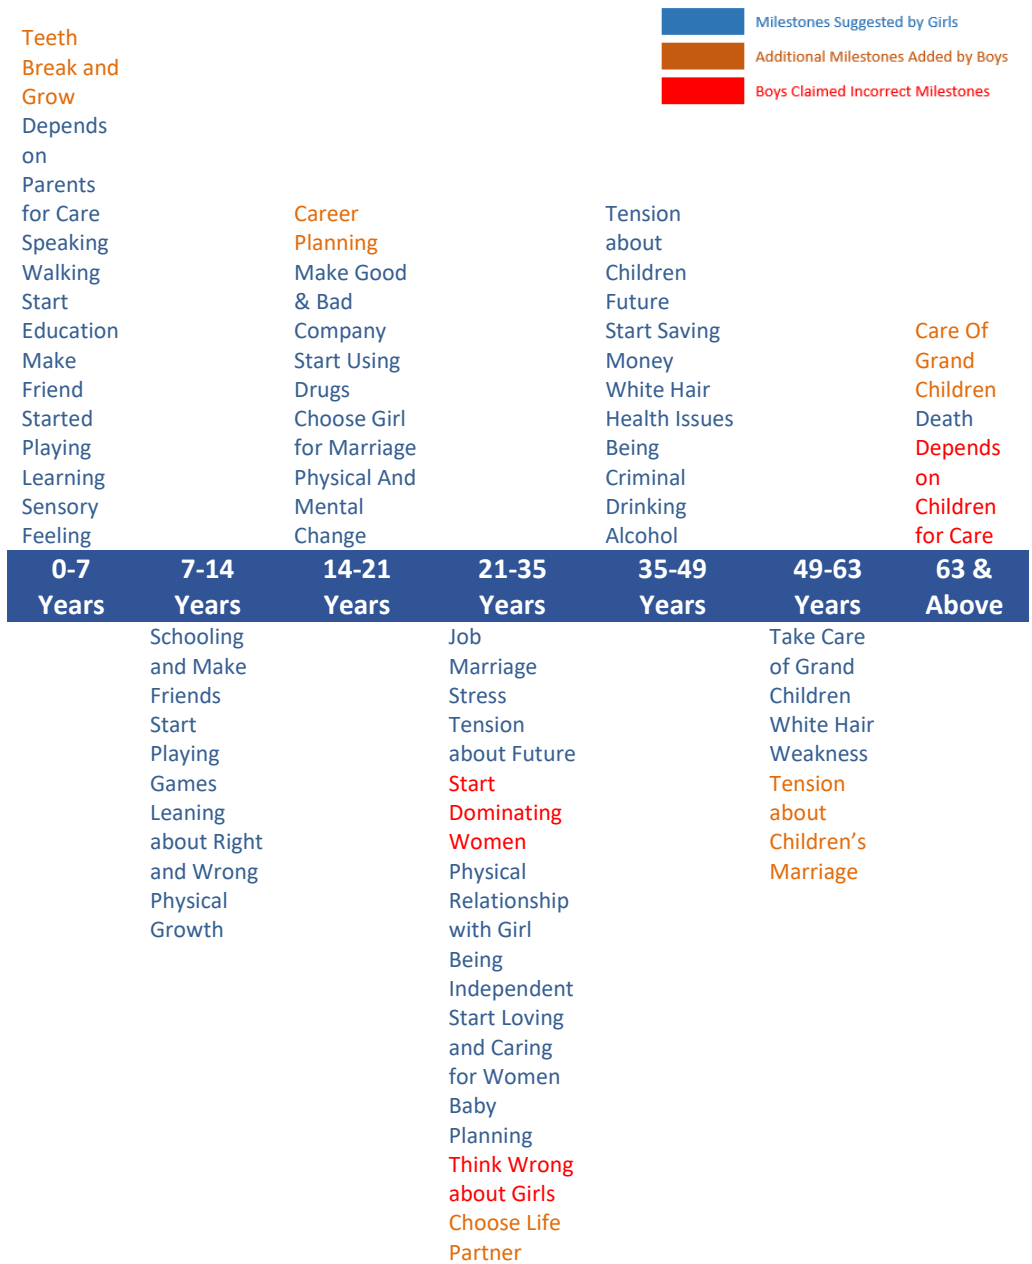 Milestones Suggested by Girls
Additional Milestones Added by Boys
Boys Claimed Incorrect Milestones
Teeth
Break and
Grow
Depends
on
Parents
for Care
Speaking
Walking
Start
Education
Make
Friend
Started
Playing
Learning
Sensory
Feeling
Career
Planning
Make Good
& Bad
Company
Start Using
Drugs
Choose Girl
for Marriage
Physical And
Mental
Change
Tension
about
Children
Future
Start Saving
Money
White Hair
Health Issues
Being
Criminal
Drinking
Alcohol
Care Of
Grand
Children
Death
Depends
on
Children
for Care
0-7
Years
7-14
Years
14-21
Years
21-35
Years
35-49
Years
49-63
Years
63 &
Above
Schooling
and Make
Friends
Start
Playing
Games
Leaning
about Right
and Wrong
Physical
Growth
Job
Marriage
Stress
Tension
about Future
Start
Dominating
Women
Physical
Relationship
with Girl
Being
Independent
Start Loving
and Caring
for Women
Baby
Planning
Think Wrong
about Girls
Choose Life
Partner
Take Care
of Grand
Children
White Hair
Weakness
Tension
about
Children’s
Marriage